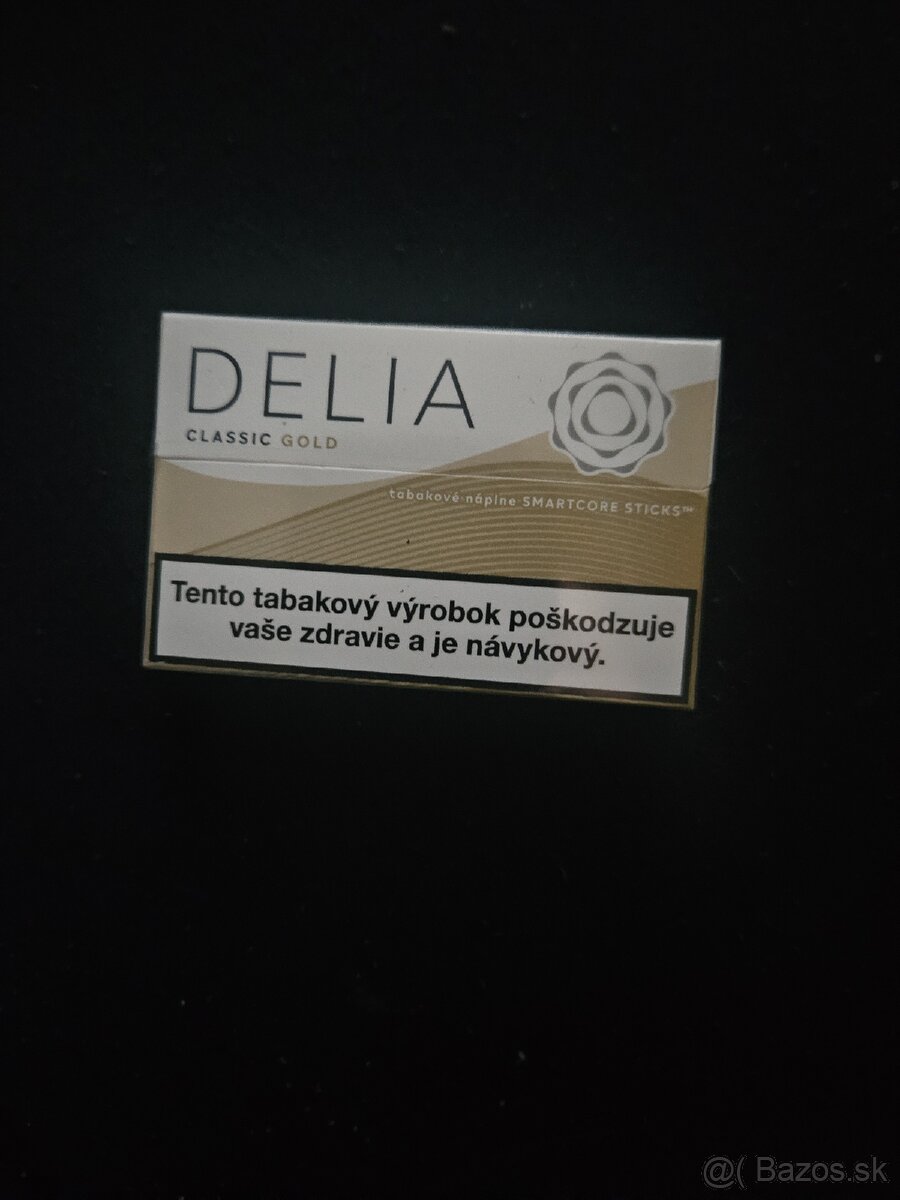 DELIA
CLASSIC GOLD
tabakové náplne SMARTCORE STICKS™
Tento tabakový výrobok poškodzuje
vaše zdravie a je návykový.
@( Bazos.sk